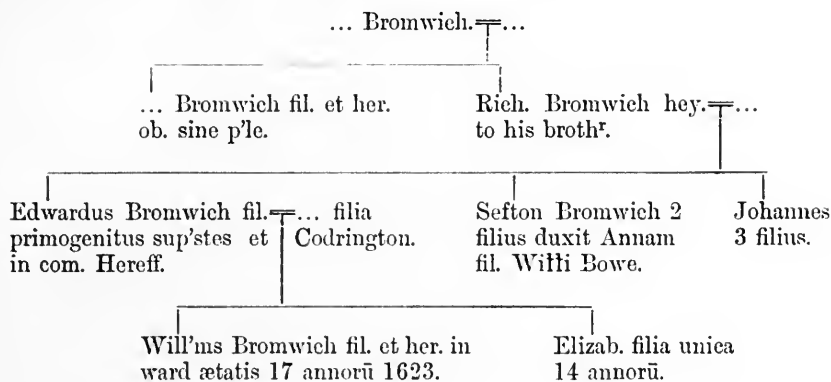 ... Bromwich.=...
... Bromwich fil. et her.
ob. sine p'le.
Rich. Bromwich hey.=...
to his brothʳ.
Edwardus Bromwich fil.=... filia
primogenitus sup'stes et Codrington.
in com. Hereff.
Sefton Bromwich 2
filius duxit Annam
fil. Willi Bowe.
Johannes
3 filius.
Will'ms Bromwich fil. et her. in
ward ætatis 17 annorū 1623.
Elizab. filia unica
14 annorū.